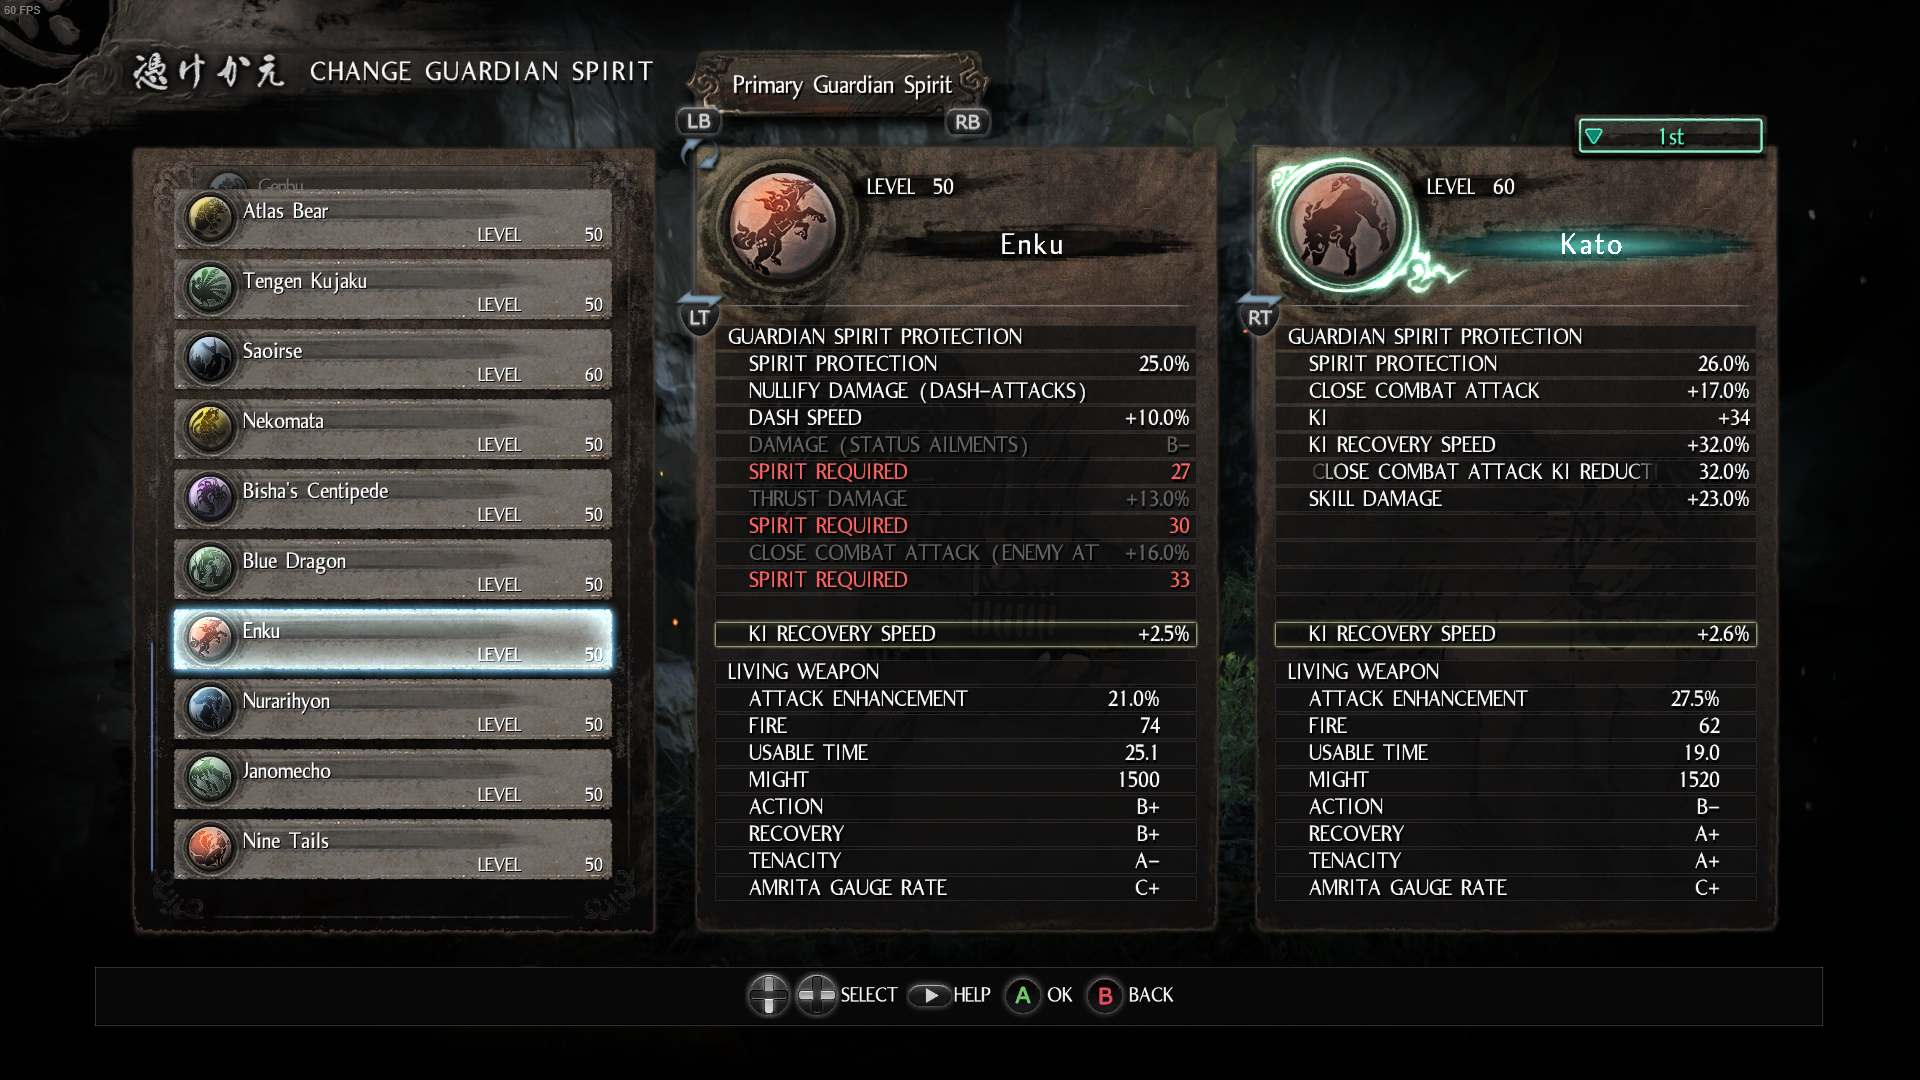 60 FPS
憑けかえ CHANGE GUARDIAN SPIRIT
Primary Guardian Spirit
LB
RB
1st
Genbu
Atlas Bear
LEVEL 50
Tengen Kujaku
LEVEL 50
Saoirse
LEVEL 60
Nekomata
LEVEL 50
Bisha's Centipede
LEVEL 50
Blue Dragon
LEVEL 50
Enku
LEVEL 50
Nurarihyon
LEVEL 50
Janomecho
LEVEL 50
Nine Tails
LEVEL 50
LEVEL 50
Enku
LT
GUARDIAN SPIRIT PROTECTION
SPIRIT PROTECTION 25.0%
NULLIFY DAMAGE (DASH-ATTACKS)
DASH SPEED +10.0%
DAMAGE (STATUS AILMENTS) B-
SPIRIT REQUIRED 27
THRUST DAMAGE +13.0%
SPIRIT REQUIRED 30
CLOSE COMBAT ATTACK (ENEMY AT +16.0%
SPIRIT REQUIRED 33
KI RECOVERY SPEED +2.5%
LIVING WEAPON
ATTACK ENHANCEMENT 21.0%
FIRE 74
USABLE TIME 25.1
MIGHT 1500
ACTION B+
RECOVERY B+
TENACITY A-
AMRITA GAUGE RATE C+
LEVEL 60
Kato
RT
GUARDIAN SPIRIT PROTECTION
SPIRIT PROTECTION 26.0%
CLOSE COMBAT ATTACK +17.0%
KI +34
KI RECOVERY SPEED +32.0%
CLOSE COMBAT ATTACK KI REDUCTI 32.0%
SKILL DAMAGE +23.0%
KI RECOVERY SPEED +2.6%
LIVING WEAPON
ATTACK ENHANCEMENT 27.5%
FIRE 62
USABLE TIME 19.0
MIGHT 1520
ACTION B-
RECOVERY A+
TENACITY A+
AMRITA GAUGE RATE C+
SELECT HELP A OK B BACK